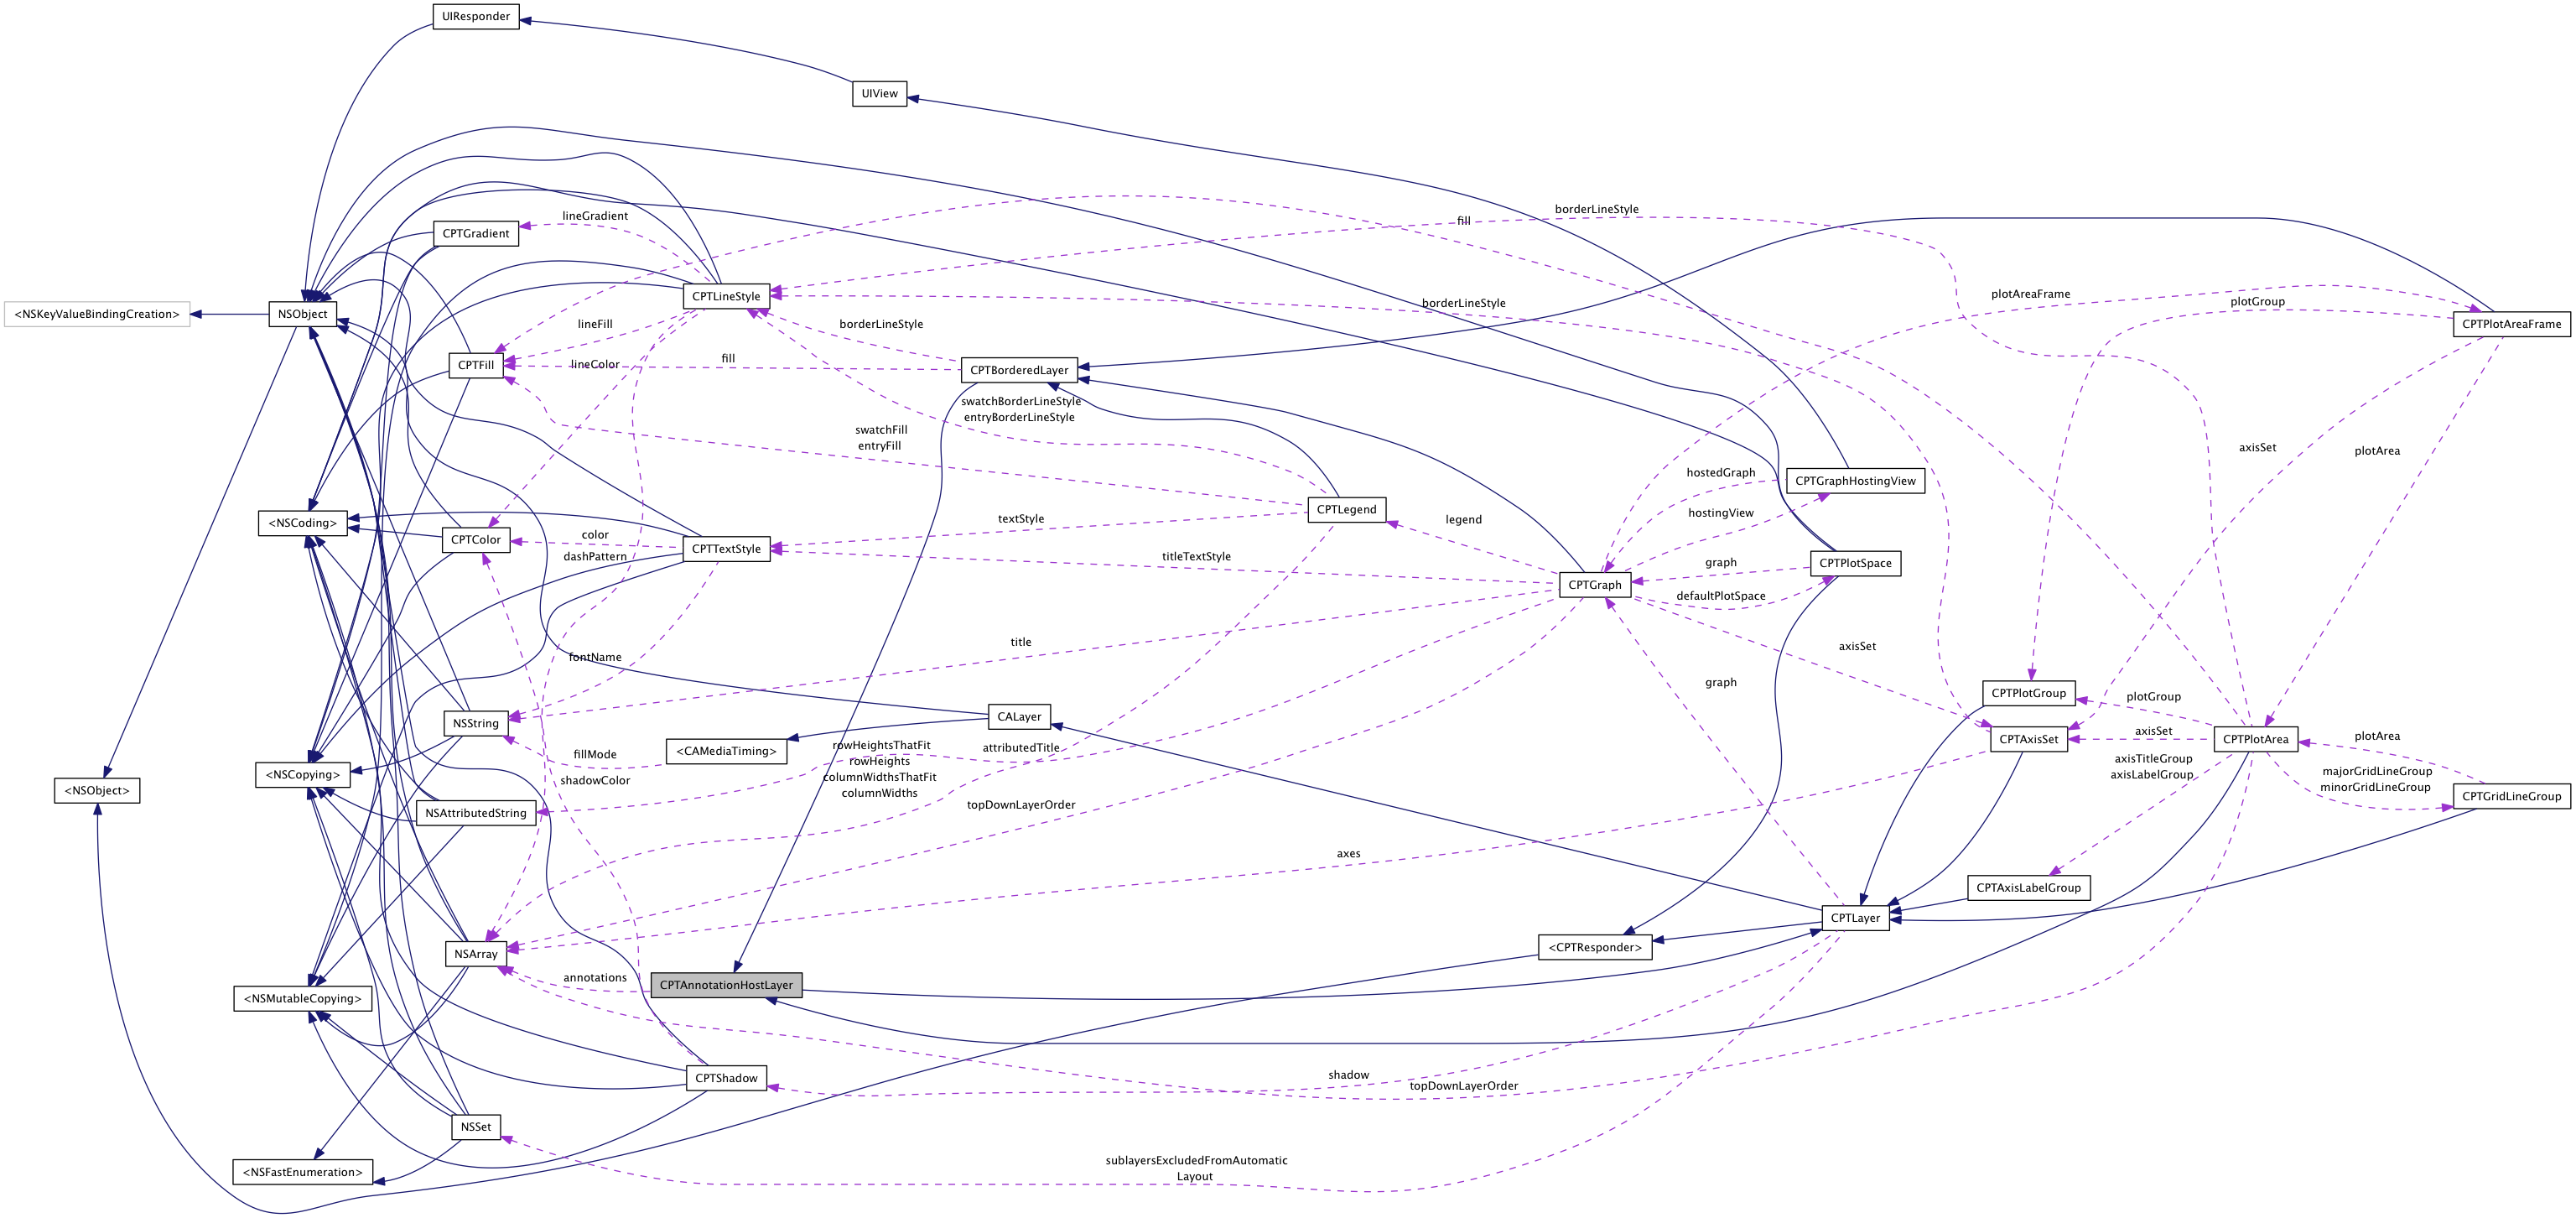 UIResponder
UIView
borderLineStyle
lineGradient
fill
CPTGradient
plotAreaFrame
CPTLineStyle
borderLineStyle
plotGroup
<NSKeyValueBindingCreation>
NSObject
lineFill
borderLineStyle
CPTPlotAreaFrame
fill
CPTFill
lineColor
CPTBorderedLayer
swatchBorderLineStyle
entryBorderLineStyle
swatchFill
entryFill
axisSet
plotArea
hostedGraph
CPTGraphHostingView
CPTLegend
hostingView
<NSCoding>
textStyle
legend
CPTColor
color
CPTTextStyle
dashPattern
titleTextStyle
graph
CPTPlotSpace
CPTGraph
defaultPlotSpace
title
axisSet
fontName
graph
CPTPlotGroup
plotGroup
CALayer
NSString
axisSet
CPTAxisSet
CPTPlotArea
plotArea
fillMode
<CAMediaTiming>
rowHeightsThatFit
rowHeights
columnWidthsThatFit
columnWidths
attributedTitle
axisTitleGroup
axisLabelGroup
majorGridLineGroup
minorGridLineGroup
<NSCopying>
shadowColor
<NSObject>
CPTGridLineGroup
topDownLayerOrder
NSAttributedString
axes
CPTAxisLabelGroup
CPTLayer
<CPTResponder>
NSArray
annotations
CPTAnnotationHostLayer
<NSMutableCopying>
CPTShadow
shadow
topDownLayerOrder
NSSet
sublayersExcludedFromAutomatic
Layout
<NSFastEnumeration>